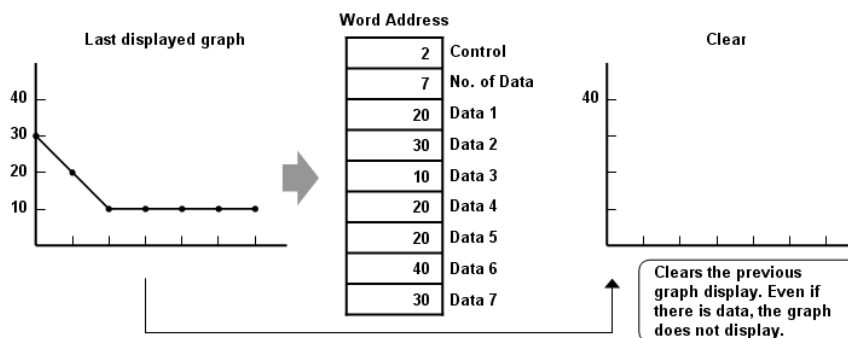 Word Address
Last displayed graph
Clear
40
30
20
10
2 Control
7 No. of Data
20 Data 1
30 Data 2
10 Data 3
20 Data 4
20 Data 5
40 Data 6
30 Data 7
40
Clears the previous
graph display. Even if
there is data, the graph
does not display.